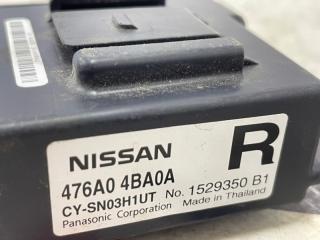 NISSAN R
476A0 4BA0A
CY-SN03H1UT No. 1529350 B1
Panasonic Corporation Made in Thailand